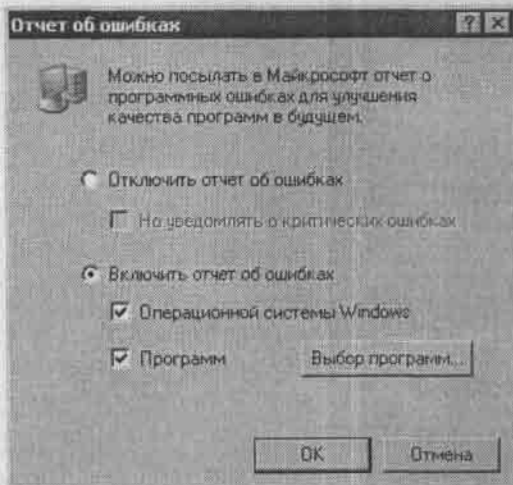 Отчет об ошибках
Можно посылать в Майкрософт отчет о
программных ошибках для улучшения
качества программ в будущем.
Отключить отчет об ошибках
Но уведомлять о критических ошибках
Включить отчет об ошибках
Операционной системы Windows
Программ
Выбор программ...
OK
Отмена